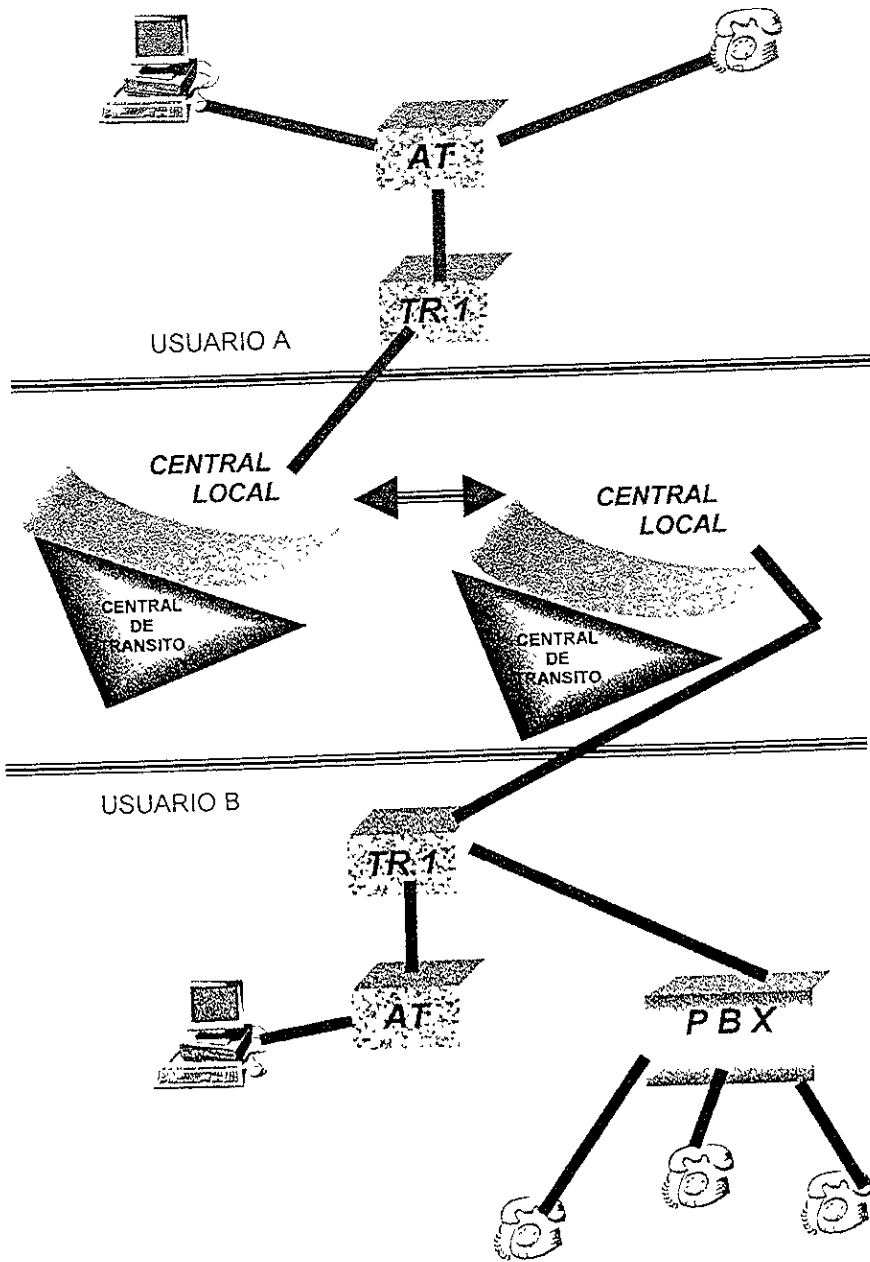 AT
TR 1
USUARIO A
CENTRAL
LOCAL
CENTRAL
LOCAL
CENTRAL
DE
TRANSITO
CENTRAL
DE
TRANSITO
USUARIO B
TR 1
AT
P B X